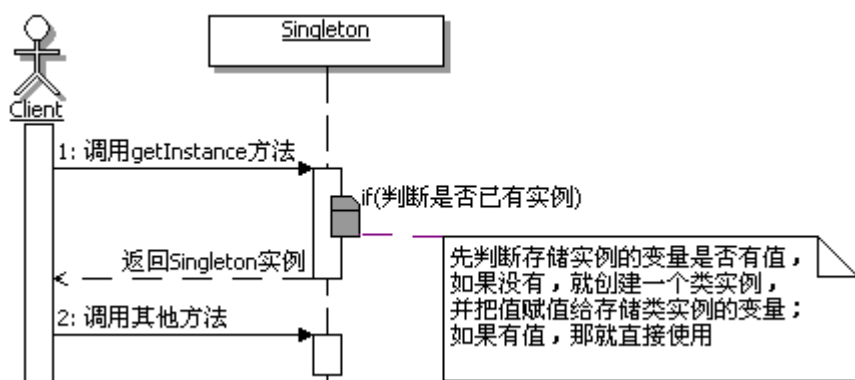 Singleton
Client
1: 调用getInstance方法
if(判断是否已有实例)
返回Singleton实例
先判断存储实例的变量是否有值，
如果没有，就创建一个类实例，
并把值赋值给存储类实例的变量；
如果有值，那就直接使用
2: 调用其他方法